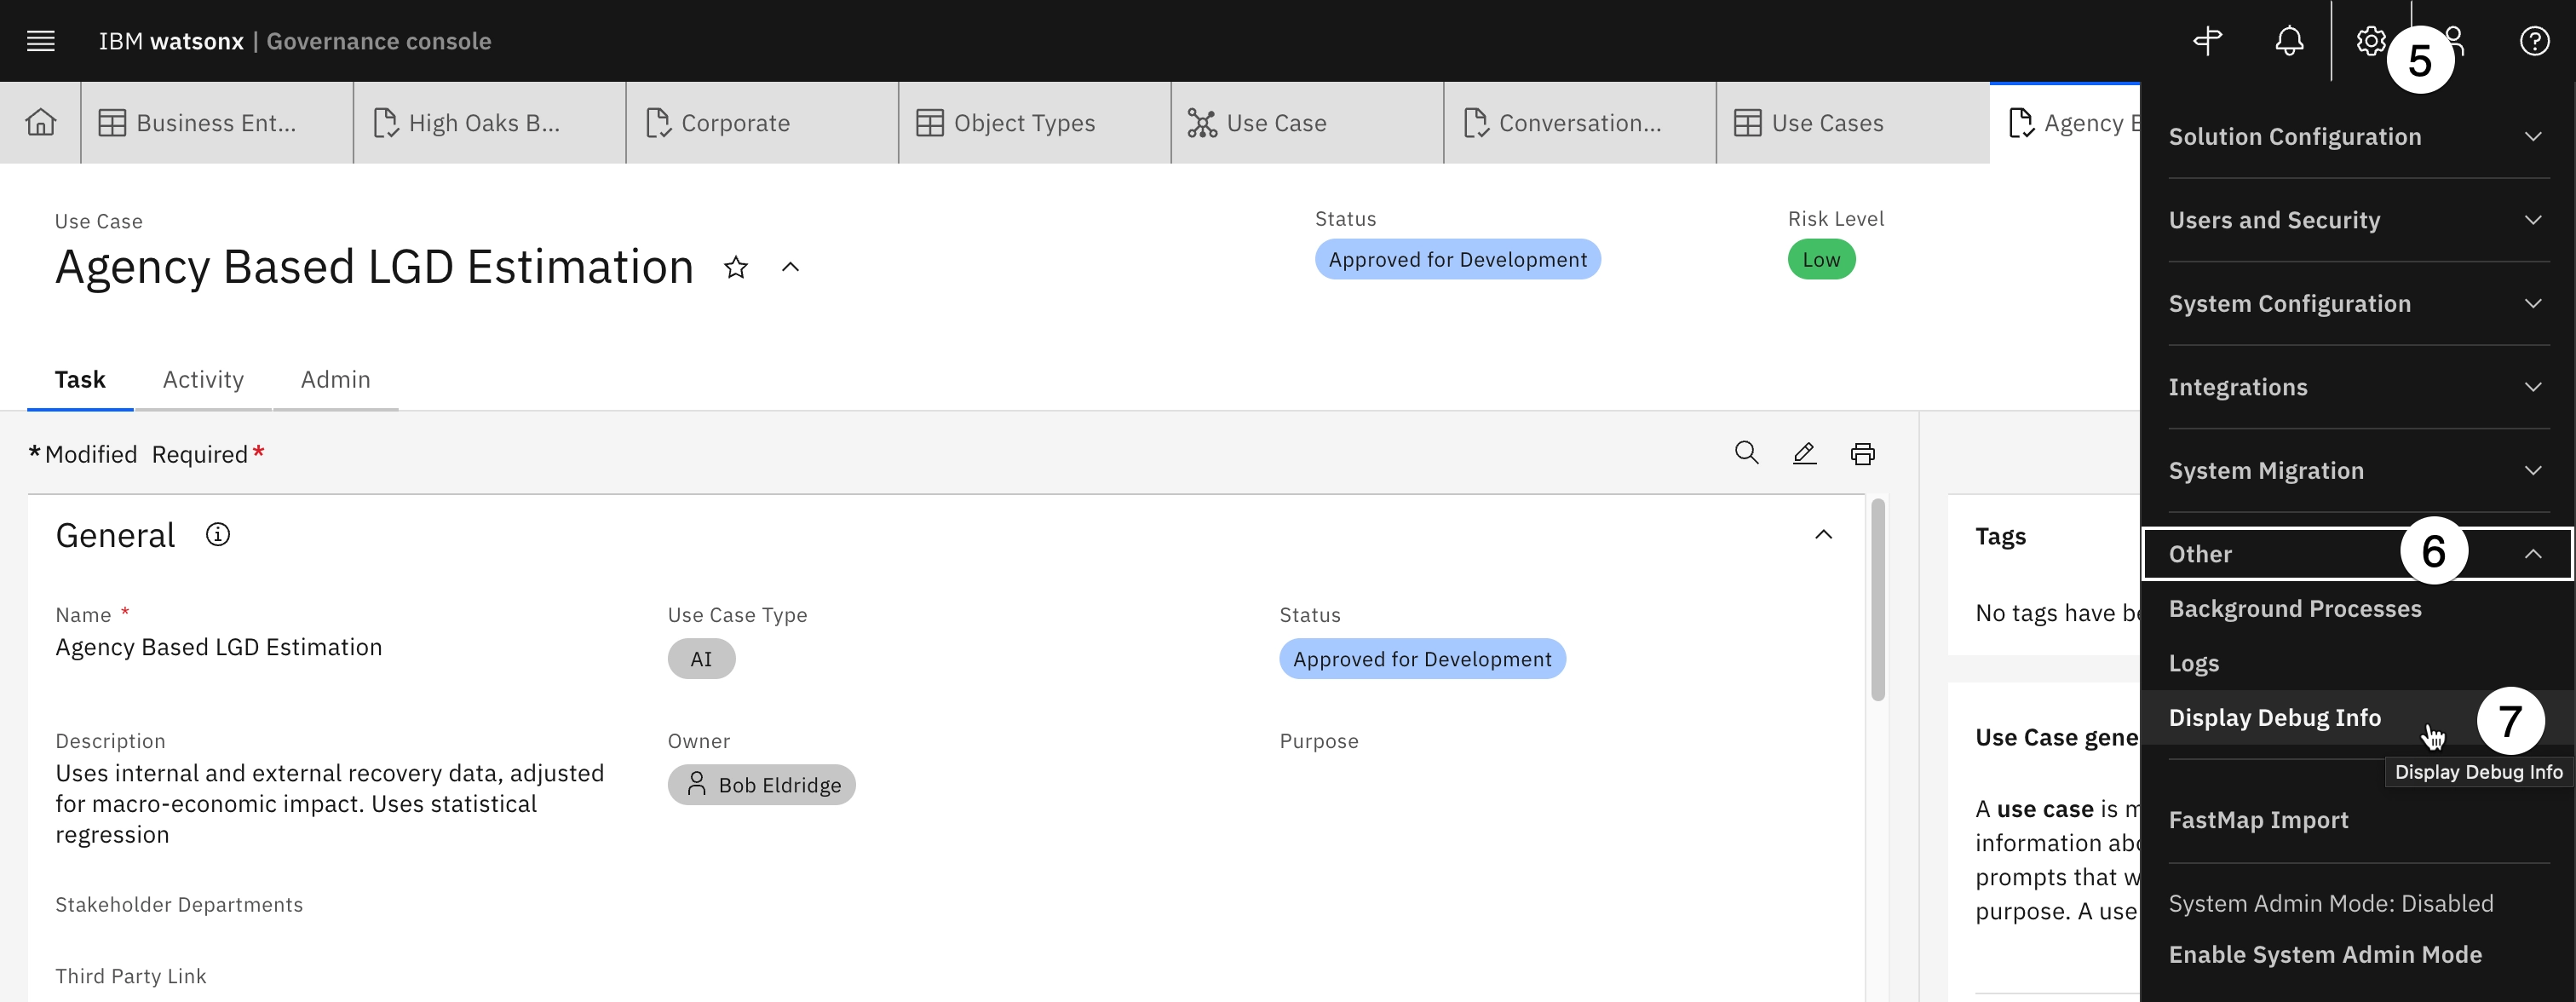 IBM watsonx | Governance console
5
Business Ent...
High Oaks B...
Corporate
Object Types
Use Case
Conversation...
Use Cases
Agency
Use Case
Agency Based LGD Estimation
Status
Approved for Development
Risk Level
Low
Task
Activity
Admin
*Modified Required*
General
Name *
Agency Based LGD Estimation
Use Case Type
AI
Status
Approved for Development
Description
Uses internal and external recovery data, adjusted
for macro-economic impact. Uses statistical
regression
Owner
Bob Eldridge
Purpose
Stakeholder Departments
Third Party Link
Tags
No tags have
Use Case
A use case is
information
prompts that
purpose. A use
Solution Configuration
Users and Security
System Configuration
Integrations
System Migration
Other
6
Background Processes
Logs
Display Debug Info
7
Display Debug Info
FastMap Import
System Admin Mode: Disabled
Enable System Admin Mode